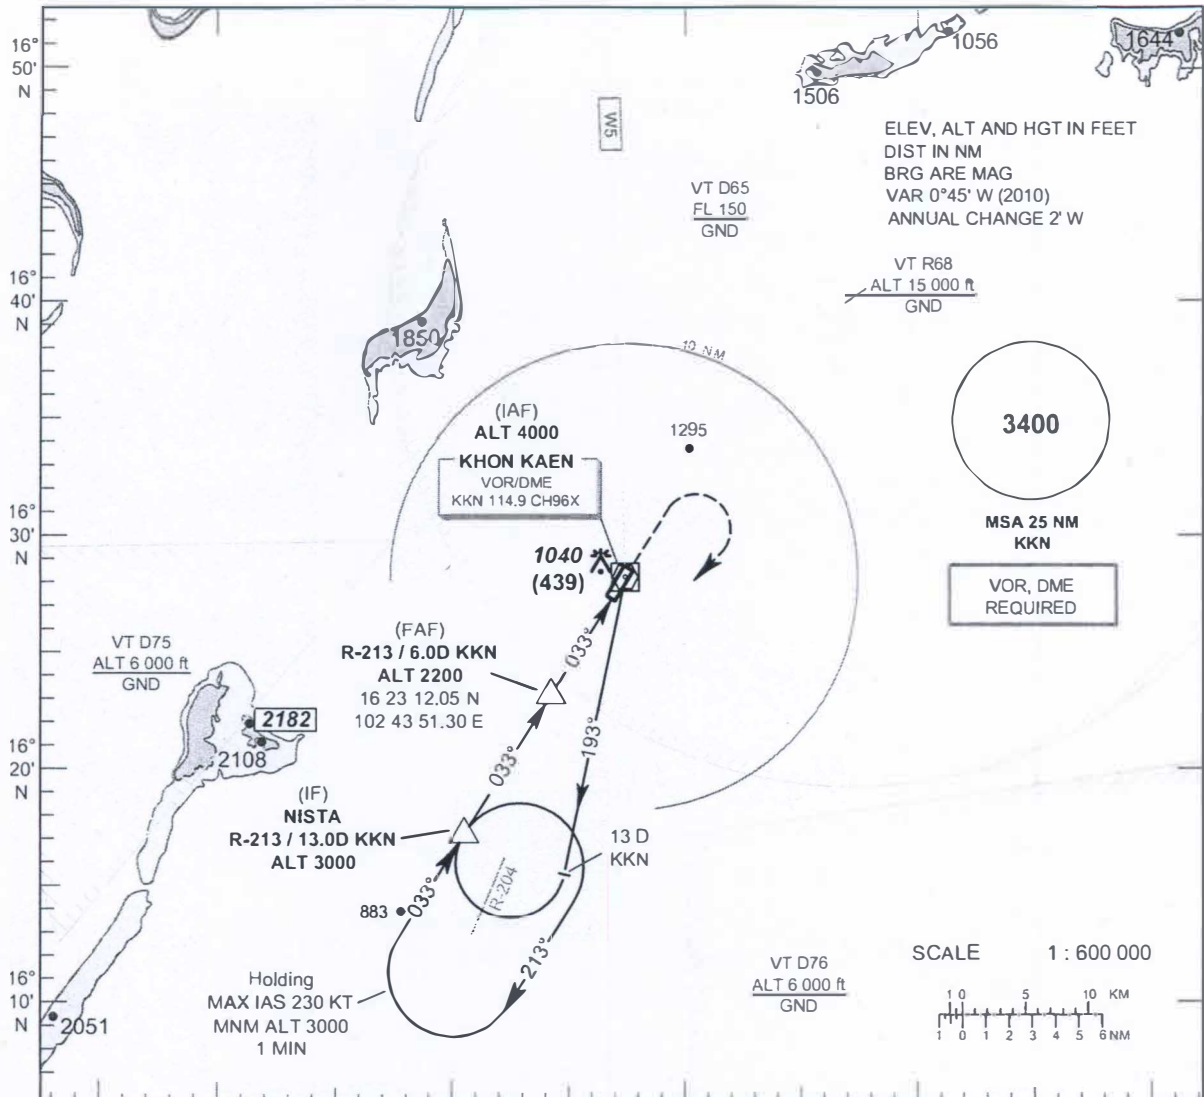 16°
50'
N
1056
1644
1506
W5
ELEV, ALT AND HGT IN FEET
DIST IN NM
BRG ARE MAG
VAR 0°45' W (2010)
ANNUAL CHANGE 2' W
VT D65
FL 150
GND
VT R68
ALT 15 000 ft
GND
16°
40'
N
1850
10 NM
(IAF)
ALT 4000
KHON KAEN
VOR/DME
KKN 114.9 CH96X
1295
3400
MSA 25 NM
KKN
VOR, DME
REQUIRED
16°
30'
N
1040
(439)
(FAF)
R-213 / 6.0D KKN
ALT 2200
16 23 12.05 N
102 43 51.30 E
033°
193°
VT D75
ALT 6 000 ft
GND
2182
2108
16°
20'
N
033°
(IF)
NISTA
R-213 / 13.0D KKN
ALT 3000
13 D
KKN
R-204
883
033°
213°
Holding
MAX IAS 230 KT
MNM ALT 3000
1 MIN
16°
10'
N
2051
VT D76
ALT 6 000 ft
GND
SCALE 1 : 600 000
1 0 5 10 KM
1 0 1 2 3 4 5 6 NM